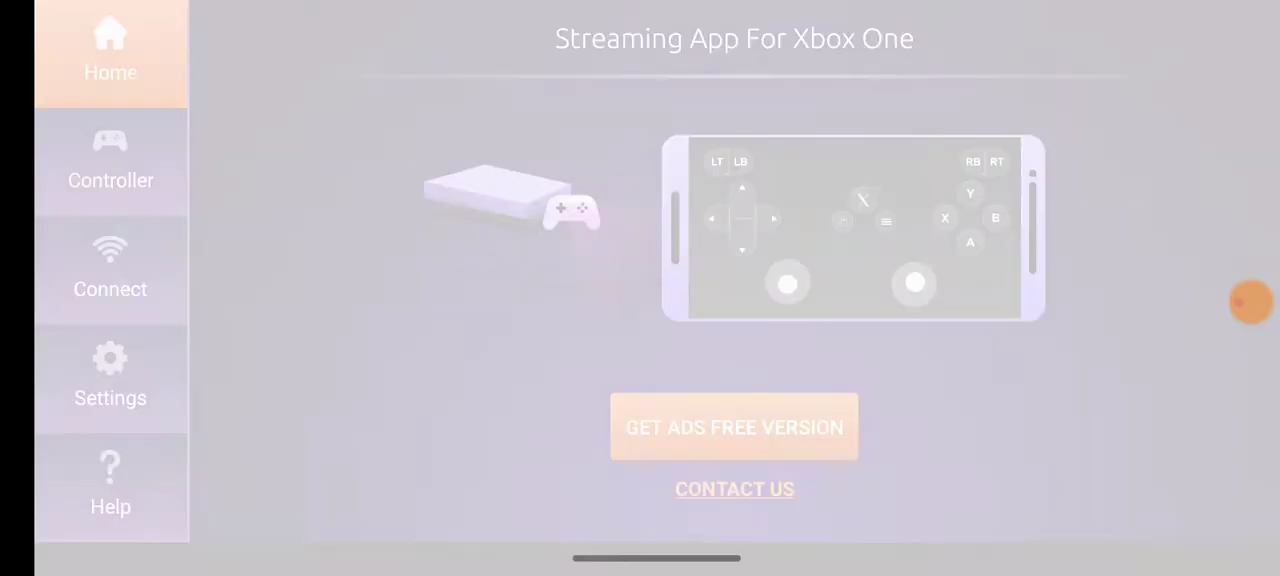 Streaming App For Xbox One
Home
Controller
Connect
Settings
Help
LT LB
RB RT
Y
X
B
A
GET ADS FREE VERSION
CONTACT US